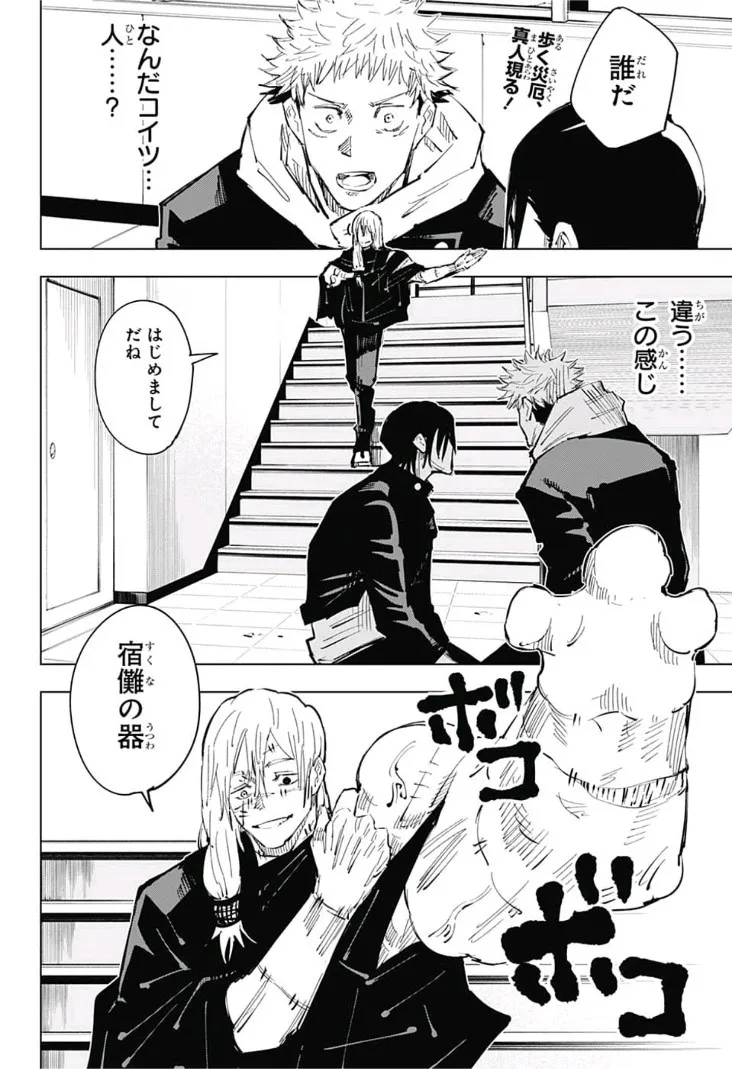 誰だ
歩く災厄、
真人現る!
なんだコイツ…
人……?
違う……
この感じ
はじめまして
だね
宿儺の器
ボコ
ボコ